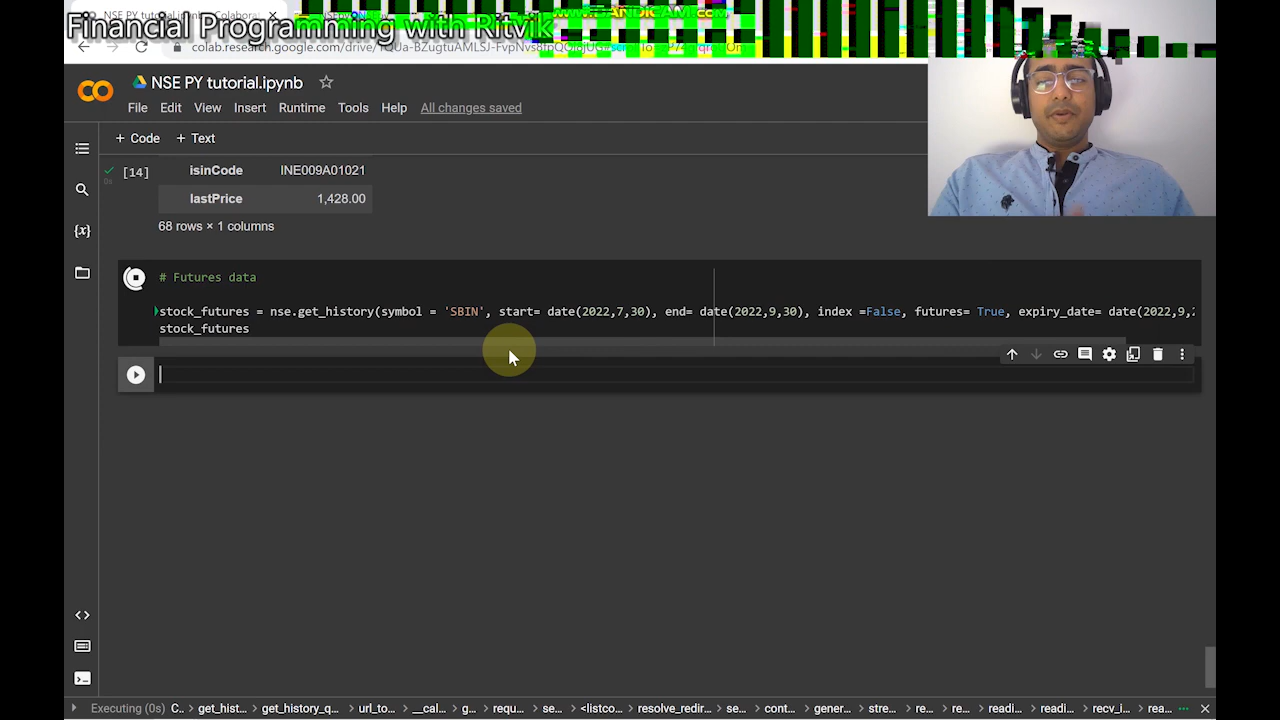 Financial Programming with Ritvik
www.BANDICAM.com
NSE PY tutorial.ipynb
File Edit View Insert Runtime Tools Help All changes saved
+ Code + Text
[14]
isinCode INE009A01021
lastPrice 1,428.00
68 rows × 1 columns
# Futures data
stock_futures = nse.get_history(symbol = 'SBIN', start= date(2022,7,30), end= date(2022,9,30), index =False, futures= True, expiry_date= date(2022,9,2
stock_futures
Executing (0s) C... get_hist... get_history_q... url_to... __cal... g... requ... se... <listco... resolve_redir... se... cont... gener... stre... re... re... readi... readi... recv_i... rea...